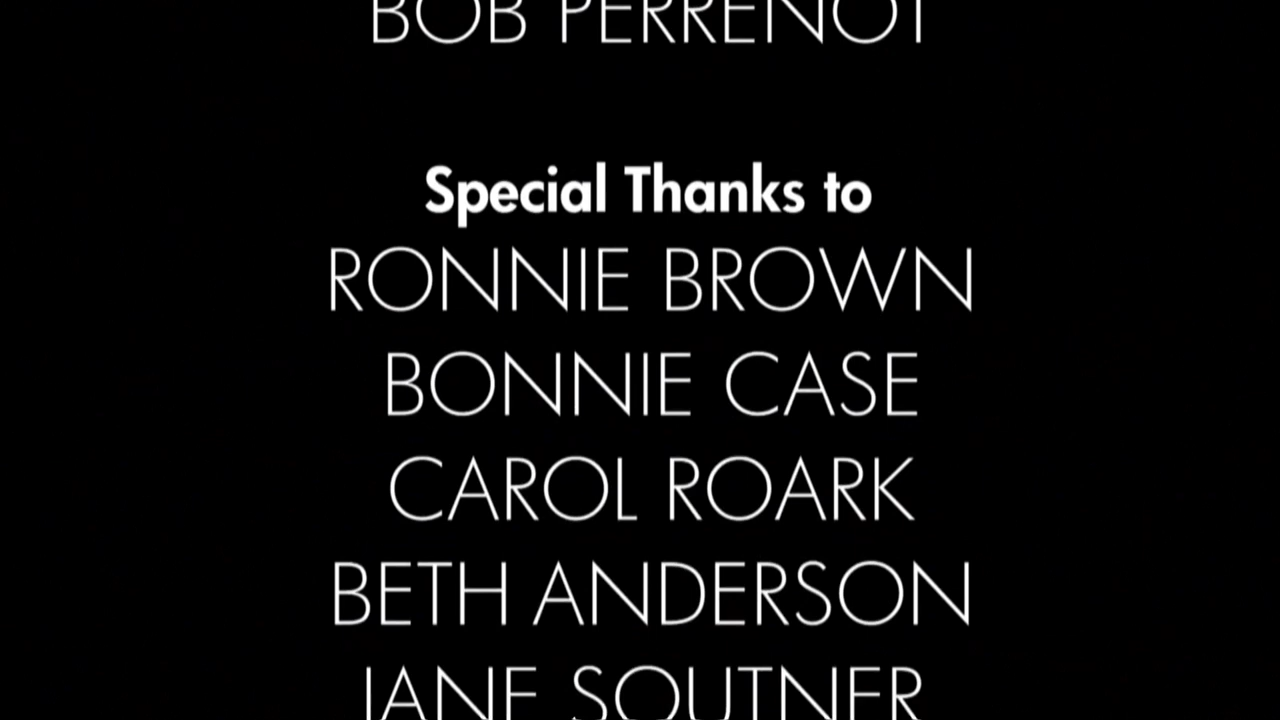 BOB PERRENOT
Special Thanks to
RONNIE BROWN
BONNIE CASE
CAROL ROARK
BETH ANDERSON
JANE SOUTNER